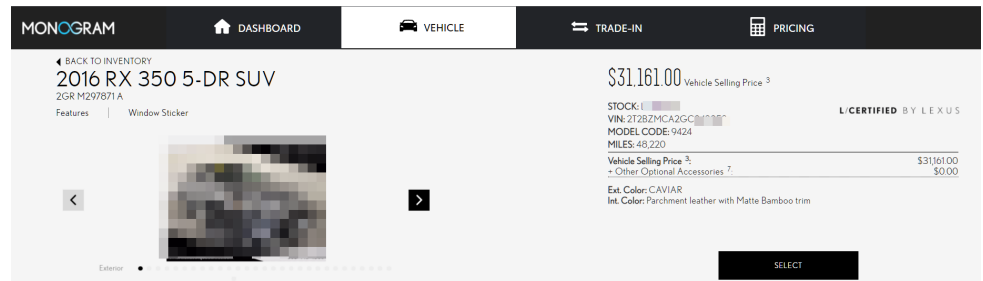 MONOGRAM
DASHBOARD
VEHICLE
TRADE-IN
PRICING
BACK TO INVENTORY
2016 RX 350 5-DR SUV
2GR M297871 A
Features | Window Sticker
Exterior
$31,161.00 Vehicle Selling Price 3
STOCK:
VIN: 2T2BZMCA2GC
MODEL CODE: 9424
MILES: 48,220
L/CERTIFIED BY LEXUS
Vehicle Selling Price 3: $31,161.00
+ Other Optional Accessories 7: $0.00
Ext. Color: CAVIAR
Int. Color: Parchment leather with Matte Bamboo trim
SELECT